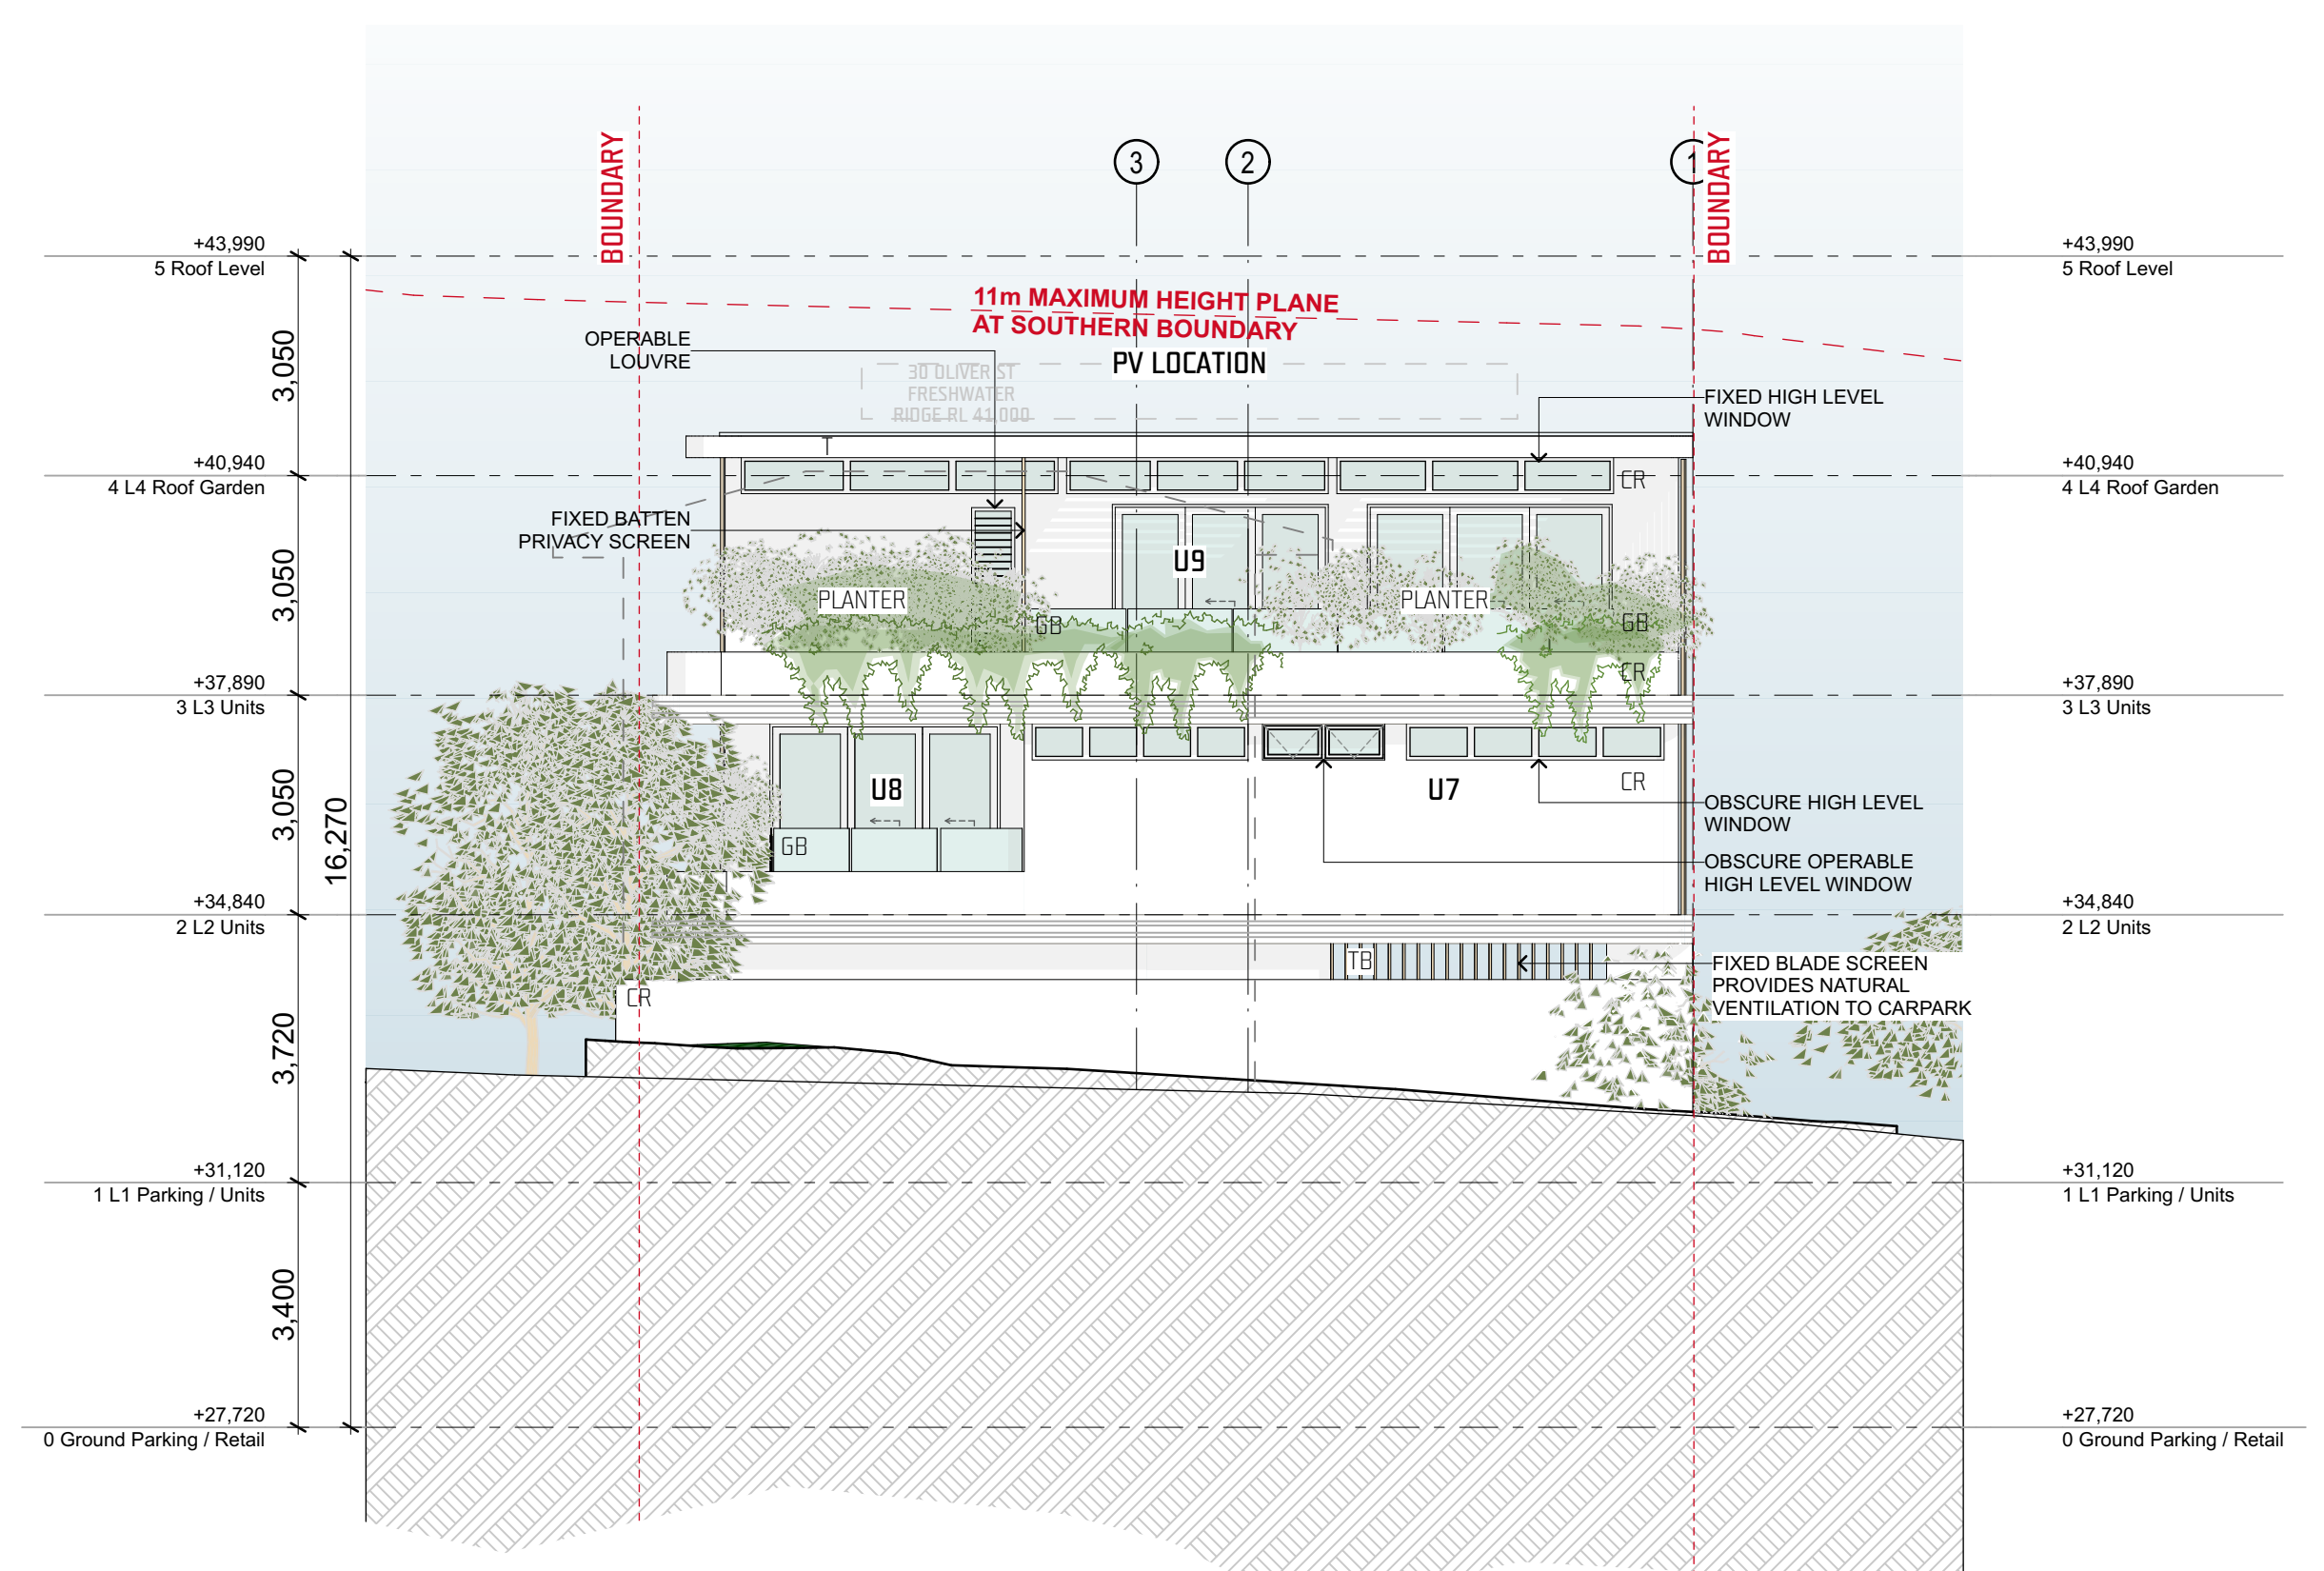 BOUNDARY
3
2
1
BOUNDARY
+43,990
5 Roof Level
+43,990
5 Roof Level
11m MAXIMUM HEIGHT PLANE
AT SOUTHERN BOUNDARY
OPERABLE
LOUVRE
PV LOCATION
30 OLIVER ST
FRESHWATER
RIDGE RL 41,000
3,050
FIXED HIGH LEVEL
WINDOW
T
+40,940
4 L4 Roof Garden
CR
+40,940
4 L4 Roof Garden
FIXED BATTEN
PRIVACY SCREEN
U9
3,050
PLANTER
PLANTER
GB
GB
CR
+37,890
3 L3 Units
+37,890
3 L3 Units
3,050
16,270
U8
U7
CR
GB
OBSCURE HIGH LEVEL
WINDOW
OBSCURE OPERABLE
HIGH LEVEL WINDOW
+34,840
2 L2 Units
+34,840
2 L2 Units
TB
FIXED BLADE SCREEN
PROVIDES NATURAL
VENTILATION TO CARPARK
CR
3,720
+31,120
1 L1 Parking / Units
+31,120
1 L1 Parking / Units
3,400
+27,720
0 Ground Parking / Retail
+27,720
0 Ground Parking / Retail